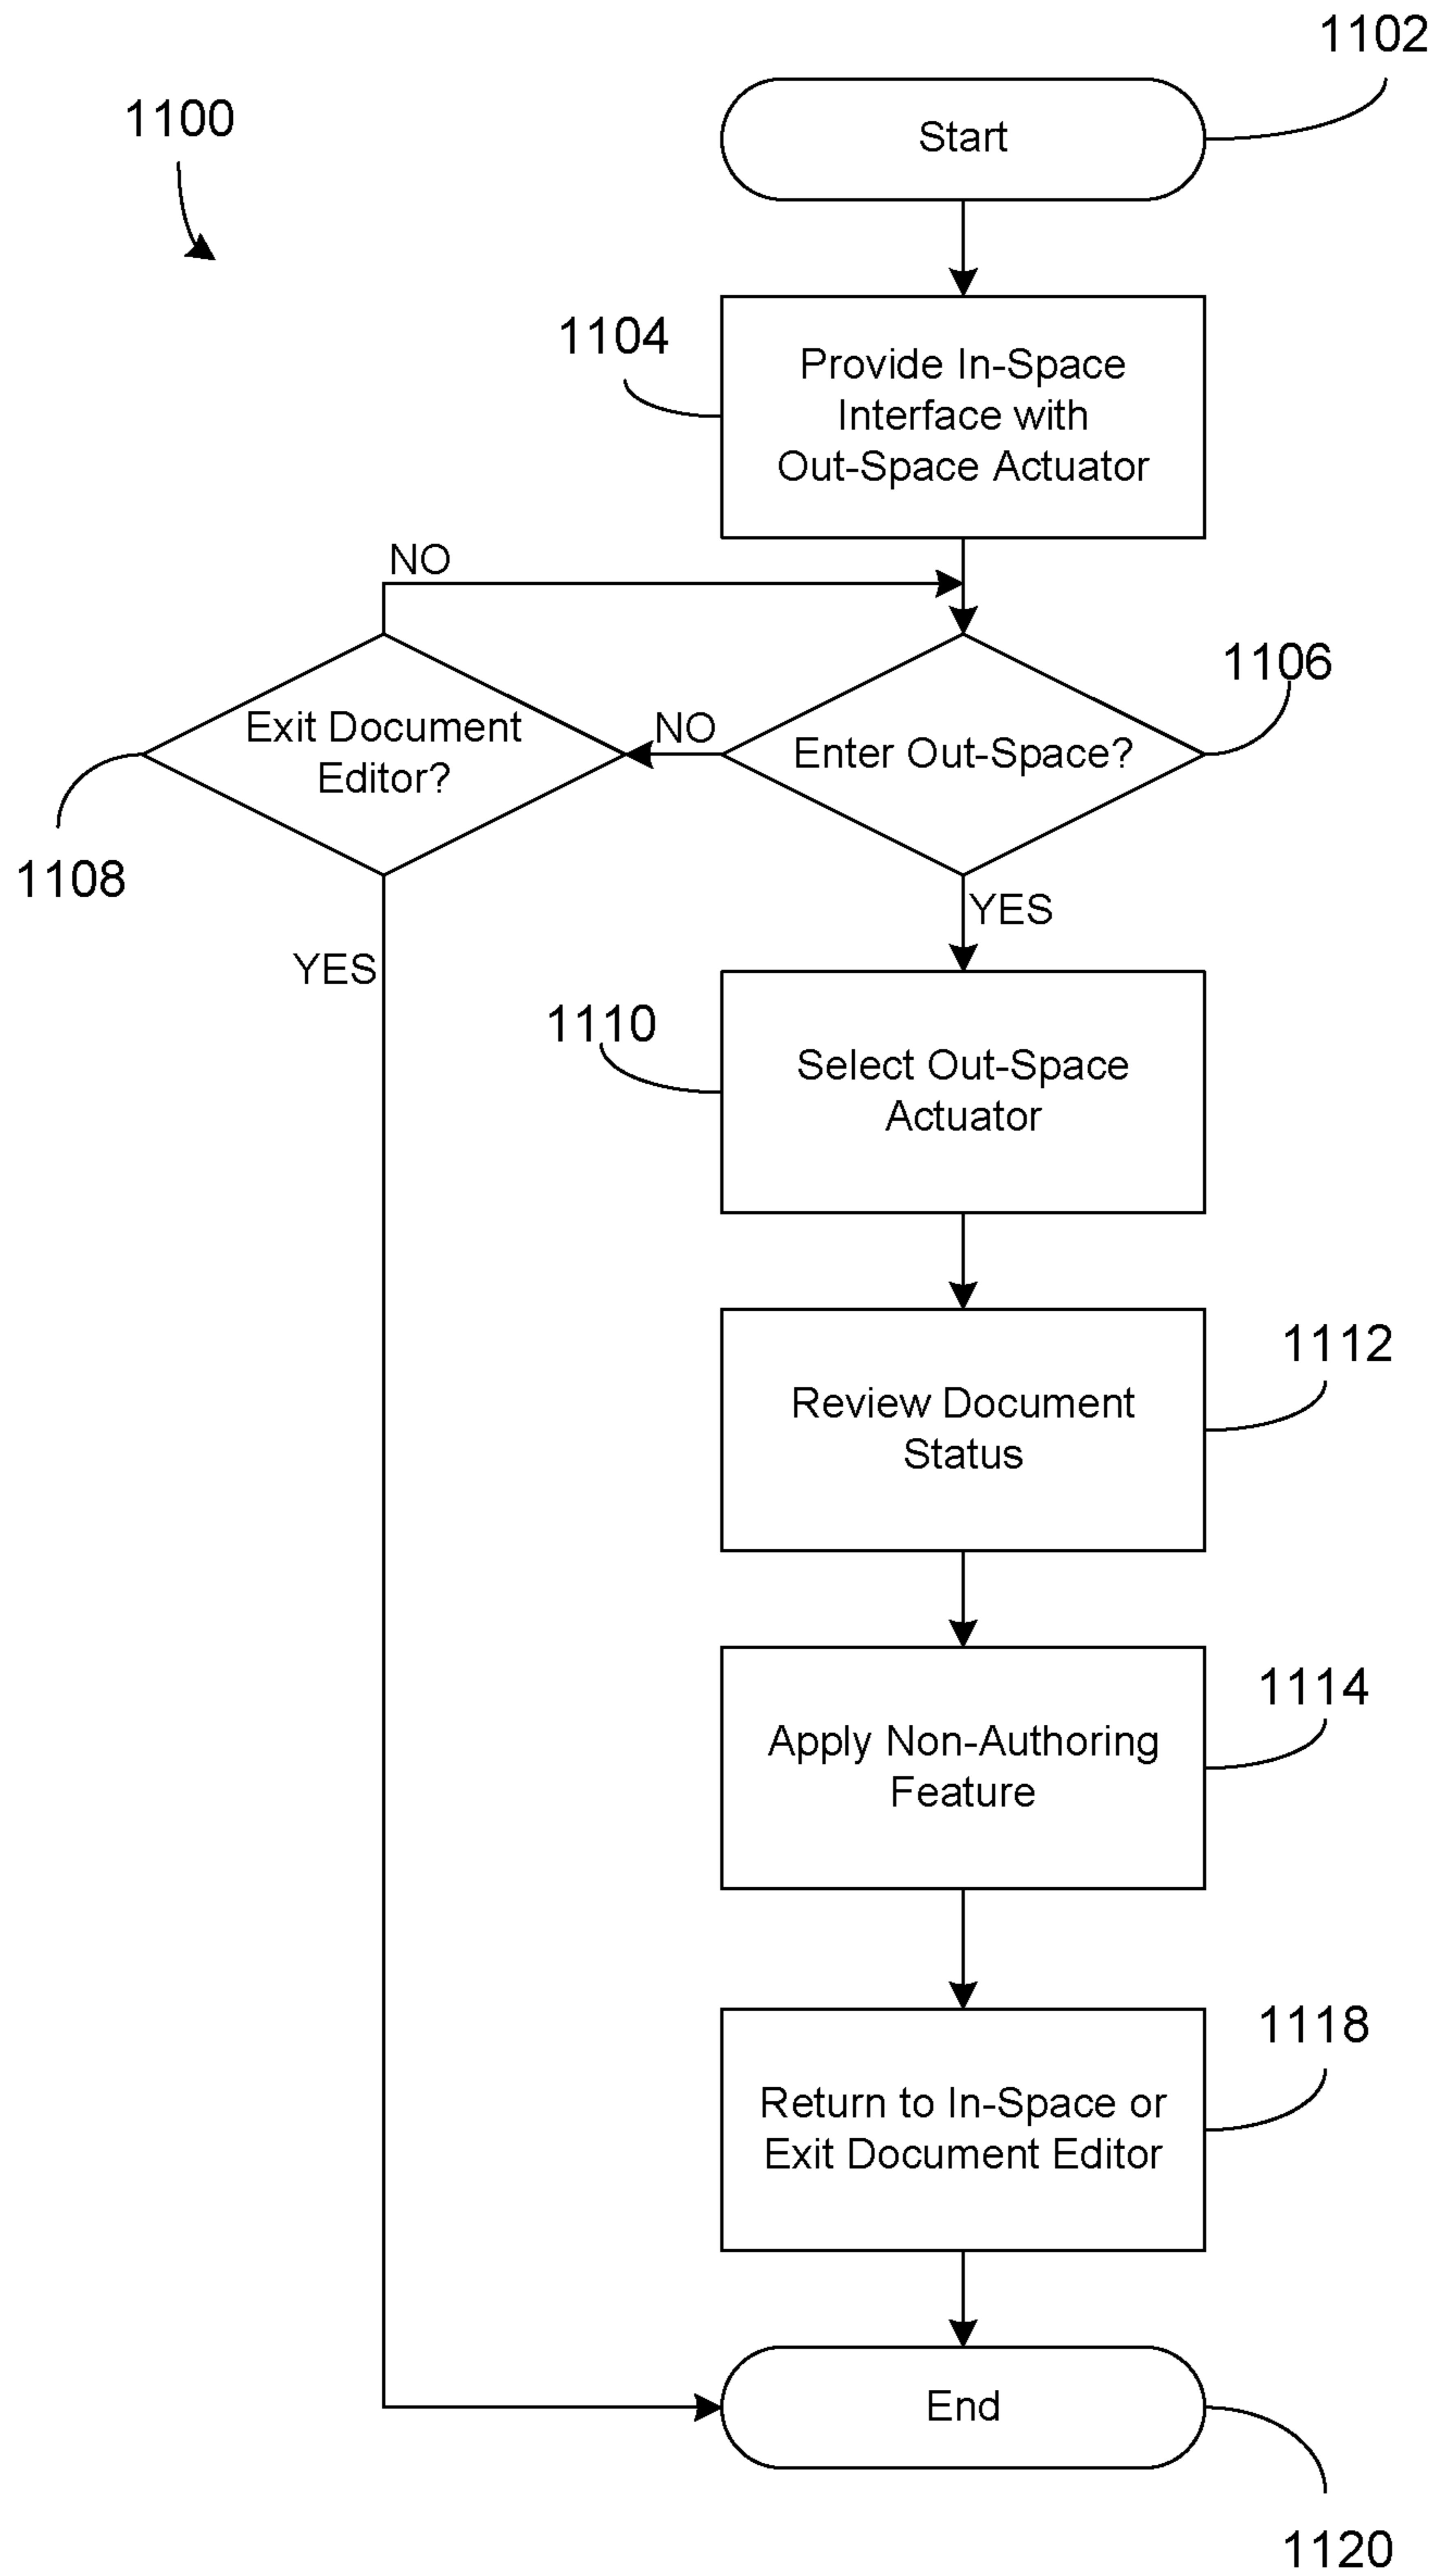 1102
1100
Start
1104
Provide In-Space
Interface with
Out-Space Actuator
NO
1106
Exit Document
Editor?
NO
Enter Out-Space?
1108
YES
YES
1110
Select Out-Space
Actuator
1112
Review Document
Status
1114
Apply Non-Authoring
Feature
1118
Return to In-Space or
Exit Document Editor
End
1120